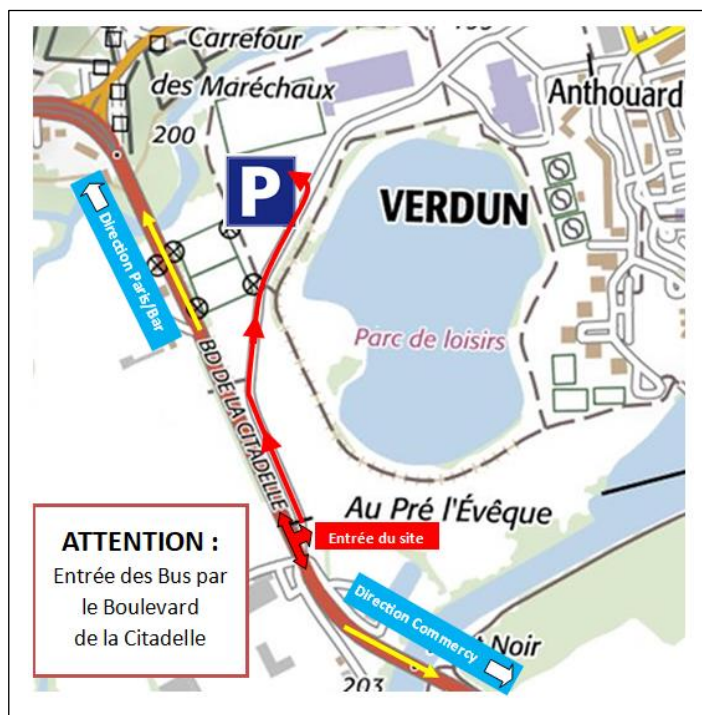 Carrefour
des Maréchaux
200
Anthouard
P
VERDUN
Direction Paris/Bar
Parc de loisirs
BD DE LA CITADELLE
Au Pré l'Évêque
Entrée du site
ATTENTION :
Entrée des Bus par
le Boulevard
de la Citadelle
Direction Commercy
Noir
203